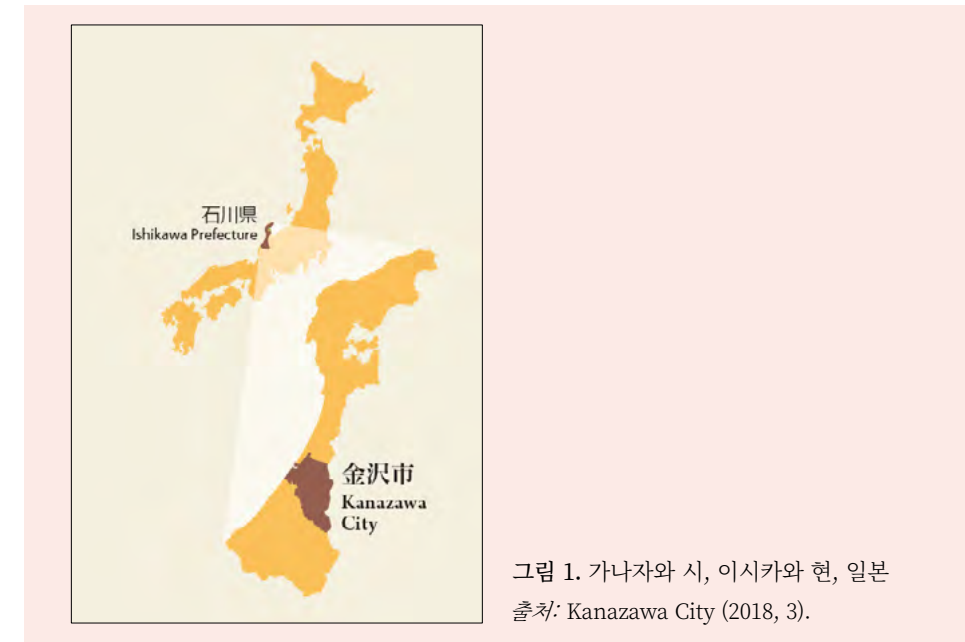 石川県
Ishikawa Prefecture
金沢市
Kanazawa
City
그림 1. 가나자와 시, 이시카와 현, 일본
출처: Kanazawa City (2018, 3).